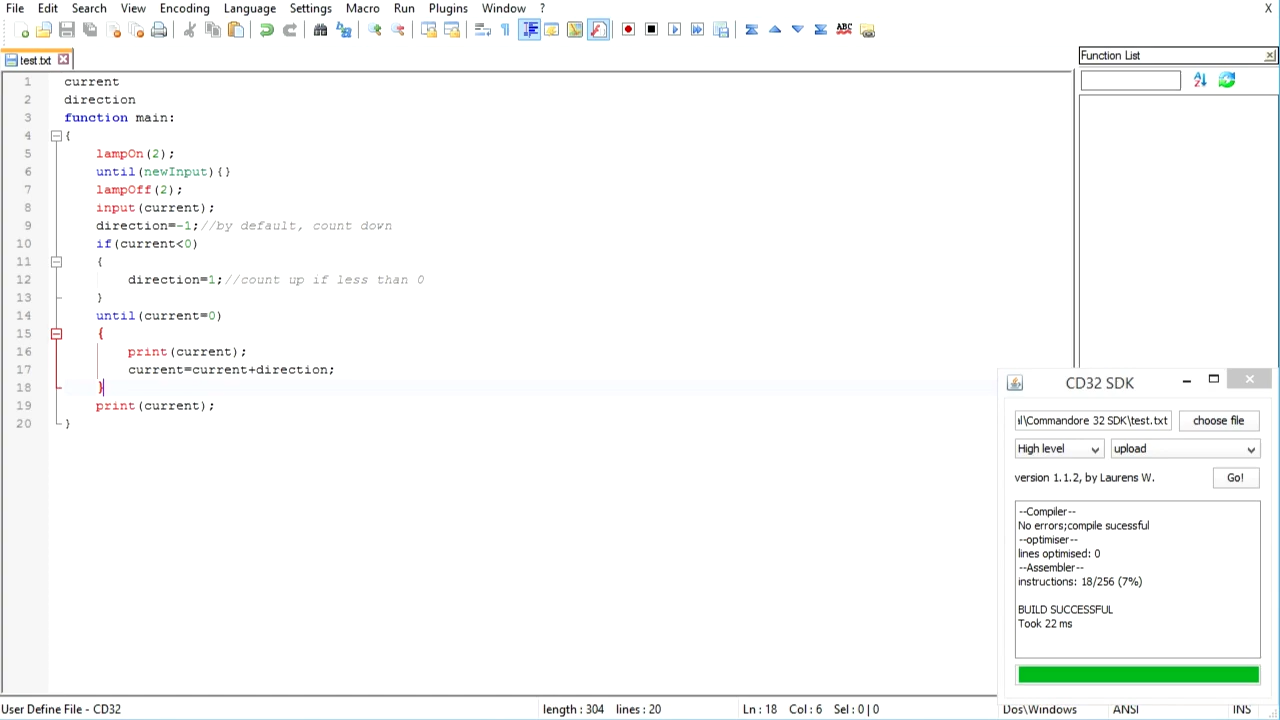 File Edit Search View Encoding Language Settings Macro Run Plugins Window ? X
test.txt
Function List
1 current
2 direction
3 function main:
4 {
5 lampOn(2);
6 until(newInput){}
7 lampOff(2);
8 input(current);
9 direction=-1;//by default, count down
10 if(current<0)
11 {
12 direction=1;//count up if less than 0
13 }
14 until(current=0)
15 {
16 print(current);
17 current=current+direction;
18 }
19 print(current);
20 }
CD32 SDK
\Commandore 32 SDK\test.txt choose file
High level upload
version 1.1.2, by Laurens W. Go!
--Compiler--
No errors;compile sucessful
--optimiser--
lines optimised: 0
--Assembler--
instructions: 18/256 (7%)
BUILD SUCCESSFUL
Took 22 ms
User Define File - CD32 length : 304 lines : 20 Ln : 18 Col : 6 Sel : 0 | 0 Dos\Windows ANSI INS